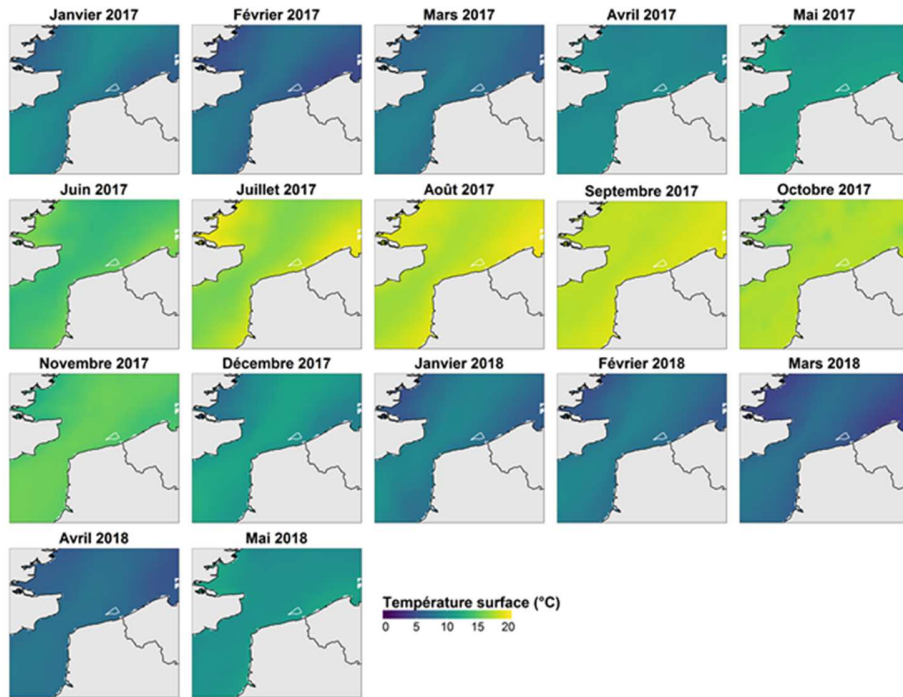 Janvier 2017
Février 2017
Mars 2017
Avril 2017
Mai 2017
Juin 2017
Juillet 2017
Août 2017
Septembre 2017
Octobre 2017
Novembre 2017
Décembre 2017
Janvier 2018
Février 2018
Mars 2018
Avril 2018
Mai 2018
Température surface (°C)
0 5 10 15 20